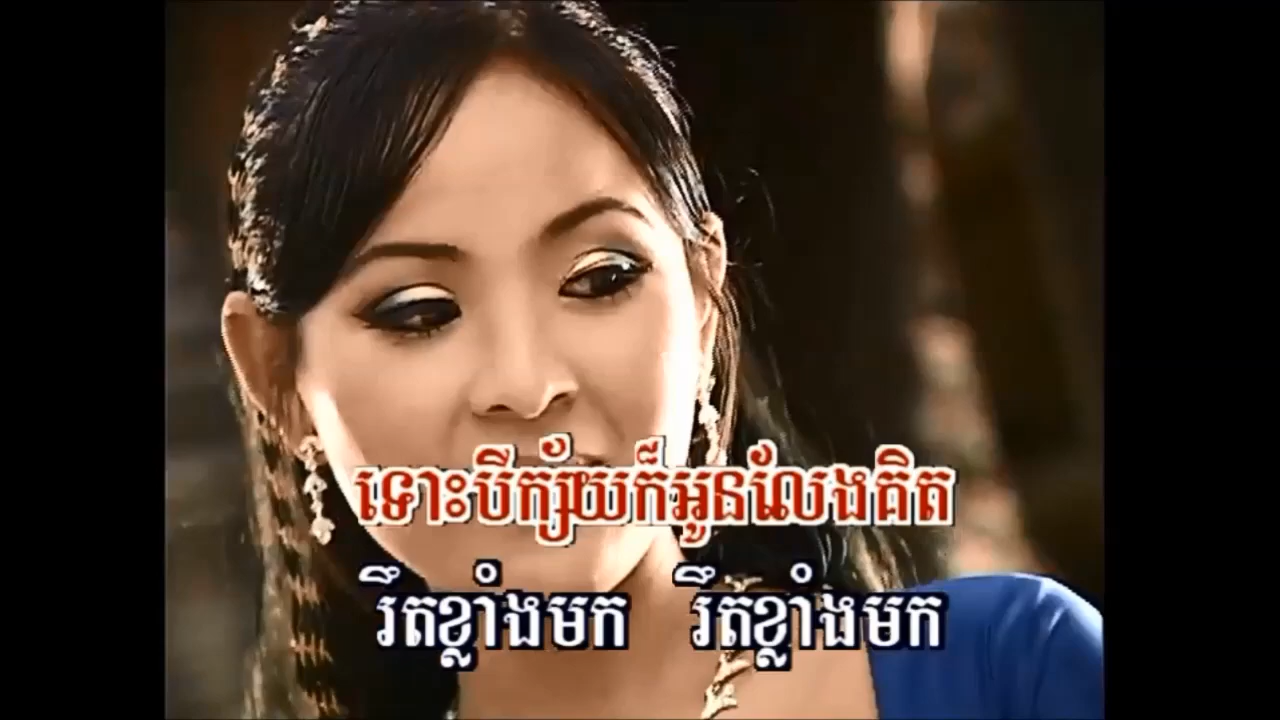 ទោះបីក្ស័យក៏អូនលែងគិត
រឹតខ្លាំងមក រឹតខ្លាំងមក